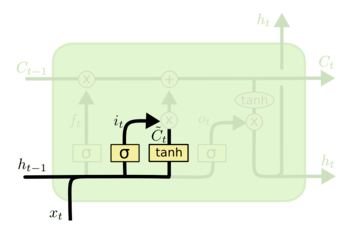 h_t
C_{t-1} × + C_t
tanh
f_t i_t × o_t ×
C̃_t
σ σ tanh σ
h_{t-1} h_t
x_t